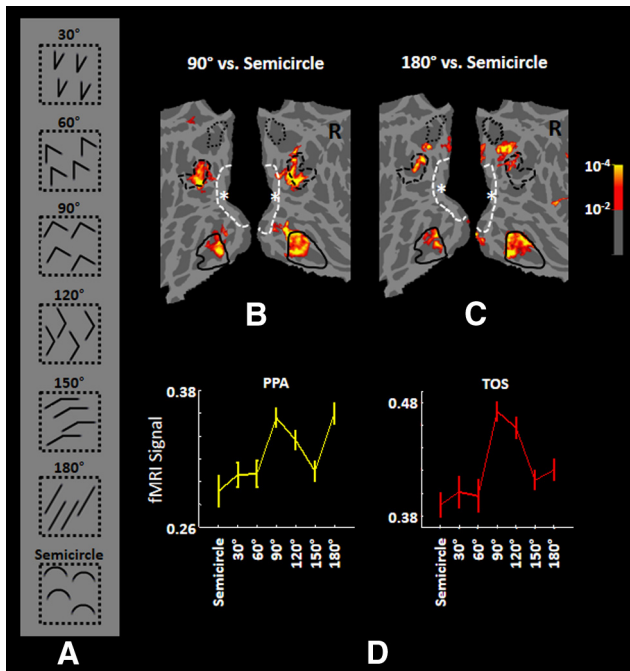 30°
60°
90°
120°
150°
180°
Semicircle
A
90° vs. Semicircle
180° vs. Semicircle
R
R
*
*
*
*
10-4
10-2
B
C
PPA
TOS
fMRI Signal
0.38
0.26
0.48
0.38
Semicircle
30°
60°
90°
120°
150°
180°
Semicircle
30°
60°
90°
120°
150°
180°
D